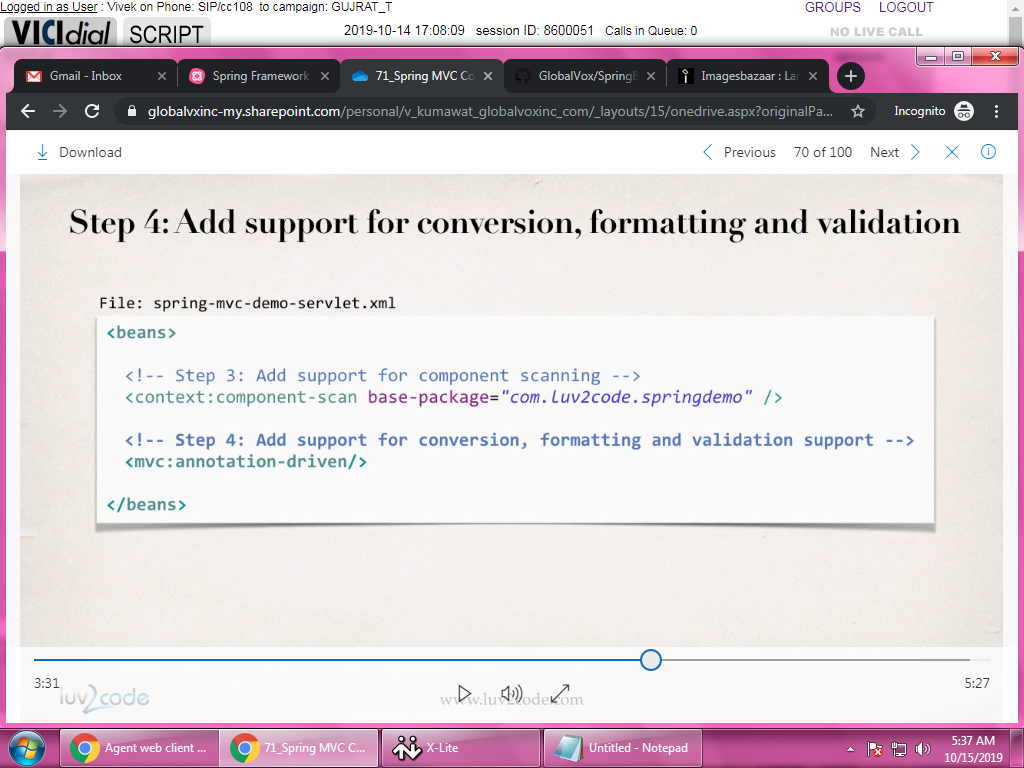 Logged in as User : Vivek on Phone: SIP/cc108 to campaign: GUJRAT_T GROUPS LOGOUT
VICIdial SCRIPT 2019-10-14 17:08:09 session ID: 8600051 Calls in Queue: 0 NO LIVE CALL
Gmail - Inbox Spring Framework 71_Spring MVC Co GlobalVox/SpringB Imagesbazaar : Lar
globalvxinc-my.sharepoint.com/personal/v_kumawat_globalvoxinc_com/_layouts/15/onedrive.aspx?originalPa... Incognito
Download Previous 70 of 100 Next
Step 4: Add support for conversion, formatting and validation
File: spring-mvc-demo-servlet.xml
<beans>
<!-- Step 3: Add support for component scanning -->
<context:component-scan base-package="com.luv2code.springdemo" />
<!-- Step 4: Add support for conversion, formatting and validation support -->
<mvc:annotation-driven/>
</beans>
3:31 5:27
luv2code www.luv2code.com
Agent web client ... 71_Spring MVC C... X-Lite Untitled - Notepad 5:37 AM
10/15/2019